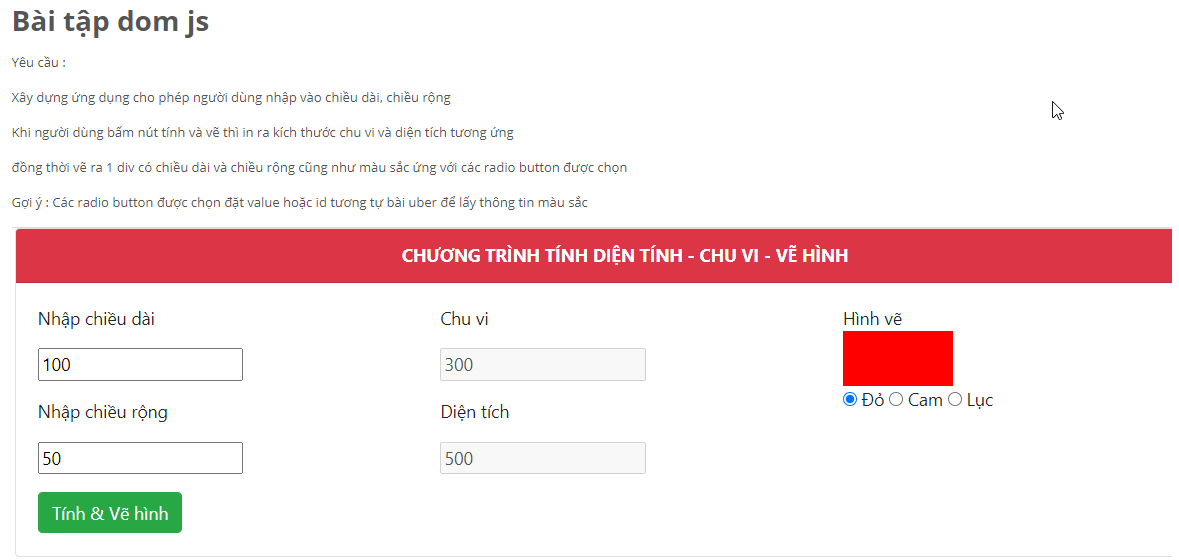 Bài tập dom js
Yêu cầu :
Xây dựng ứng dụng cho phép người dùng nhập vào chiều dài, chiều rộng
Khi người dùng bấm nút tính và vẽ thì in ra kích thước chu vi và diện tích tương ứng
đồng thời vẽ ra 1 div có chiều dài và chiều rộng cũng như màu sắc ứng với các radio button được chọn
Gợi ý : Các radio button được chọn đặt value hoặc id tương tự bài uber để lấy thông tin màu sắc
CHƯƠNG TRÌNH TÍNH DIỆN TÍNH - CHU VI - VẼ HÌNH
Nhập chiều dài
100
Nhập chiều rộng
50
Tính & Vẽ hình
Chu vi
300
Diện tích
500
Hình vẽ
Đỏ Cam Lục